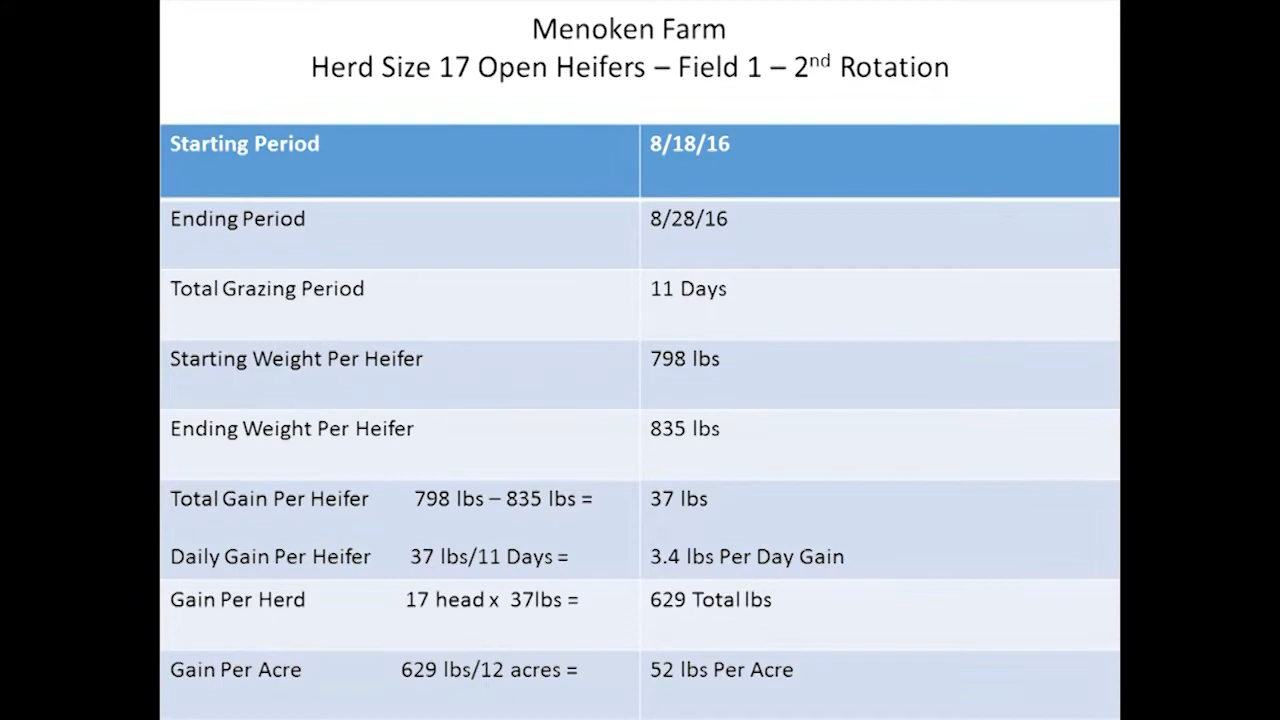 Menoken Farm
Herd Size 17 Open Heifers – Field 1 – 2nd Rotation
Starting Period 8/18/16
Ending Period 8/28/16
Total Grazing Period 11 Days
Starting Weight Per Heifer 798 lbs
Ending Weight Per Heifer 835 lbs
Total Gain Per Heifer 798 lbs – 835 lbs = 37 lbs
Daily Gain Per Heifer 37 lbs/11 Days = 3.4 lbs Per Day Gain
Gain Per Herd 17 head x 37lbs = 629 Total lbs
Gain Per Acre 629 lbs/12 acres = 52 lbs Per Acre